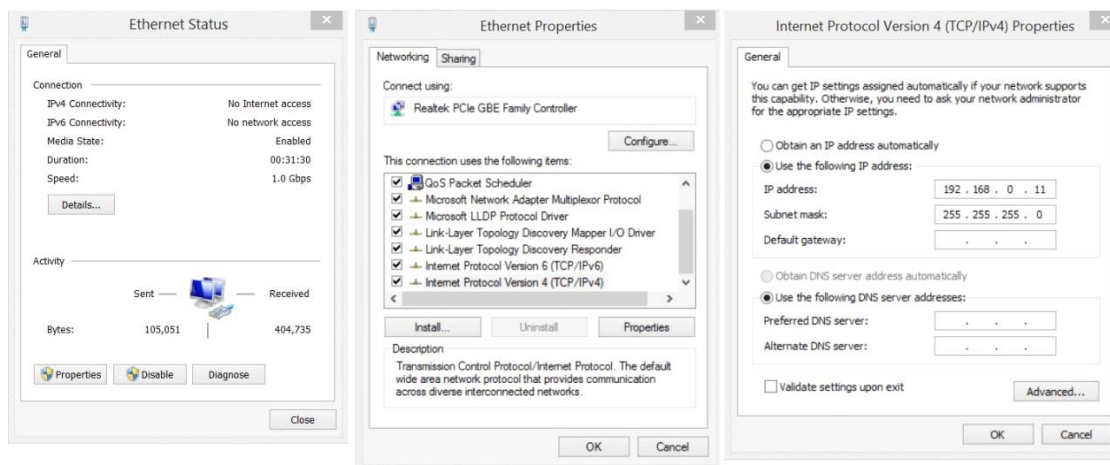 Ethernet Status
General
Connection
IPv4 Connectivity: No Internet access
IPv6 Connectivity: No network access
Media State: Enabled
Duration: 00:31:30
Speed: 1.0 Gbps
Details...
Activity
Sent Received
Bytes: 105,051 404,735
Properties Disable Diagnose
Close
Ethernet Properties
Networking Sharing
Connect using:
Realtek PCIe GBE Family Controller
Configure...
This connection uses the following items:
QoS Packet Scheduler
Microsoft Network Adapter Multiplexor Protocol
Microsoft LLDP Protocol Driver
Link-Layer Topology Discovery Mapper I/O Driver
Link-Layer Topology Discovery Responder
Internet Protocol Version 6 (TCP/IPv6)
Internet Protocol Version 4 (TCP/IPv4)
Install... Uninstall Properties
Description
Transmission Control Protocol/Internet Protocol. The default
wide area network protocol that provides communication
across diverse interconnected networks.
OK Cancel
Internet Protocol Version 4 (TCP/IPv4) Properties
General
You can get IP settings assigned automatically if your network supports
this capability. Otherwise, you need to ask your network administrator
for the appropriate IP settings.
Obtain an IP address automatically
Use the following IP address:
IP address: 192 . 168 . 0 . 11
Subnet mask: 255 . 255 . 255 . 0
Default gateway: . . .
Obtain DNS server address automatically
Use the following DNS server addresses:
Preferred DNS server: . . .
Alternate DNS server: . . .
Validate settings upon exit
Advanced...
OK Cancel